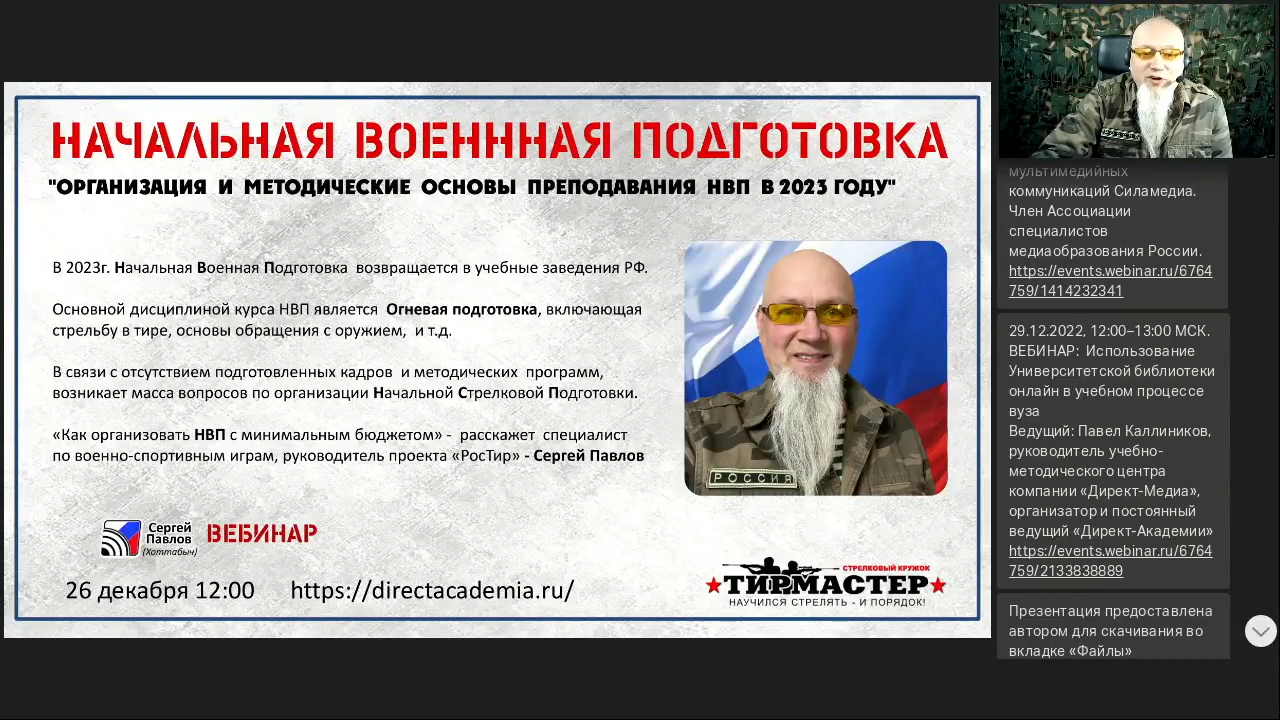 НАЧАЛЬНАЯ ВОЕНННАЯ ПОДГОТОВКА
"ОРГАНИЗАЦИЯ И МЕТОДИЧЕСКИЕ ОСНОВЫ ПРЕПОДАВАНИЯ НВП В 2023 ГОДУ"
В 2023г. Начальная Военная Подготовка возвращается в учебные заведения РФ.
Основной дисциплиной курса НВП является Огневая подготовка, включающая
стрельбу в тире, основы обращения с оружием, и т.д.
В связи с отсутствием подготовленных кадров и методических программ,
возникает масса вопросов по организации Начальной Стрелковой Подготовки.
«Как организовать НВП с минимальным бюджетом» - расскажет специалист
по военно-спортивным играм, руководитель проекта «РосТир» - Сергей Павлов
РОССИЯ
Сергей
Павлов
(Хоттабыч)
ВЕБИНАР
26 декабря 12:00 https://directacademia.ru/
СТРЕЛКОВЫЙ КРУЖОК
ТИРМАСТЕР
НАУЧИЛСЯ СТРЕЛЯТЬ - И ПОРЯДОК!
мультимедийных
коммуникаций Силамедиа.
Член Ассоциации
специалистов
медиаобразования России.
https://events.webinar.ru/6764
759/1414232341
29.12.2022, 12:00–13:00 МСК.
ВЕБИНАР: Использование
Университетской библиотеки
онлайн в учебном процессе
вуза
Ведущий: Павел Каллиников,
руководитель учебно-
методического центра
компании «Директ-Медиа»,
организатор и постоянный
ведущий «Директ-Академии»
https://events.webinar.ru/6764
759/2133838889
Презентация предоставлена
автором для скачивания во
вкладке «Файлы»